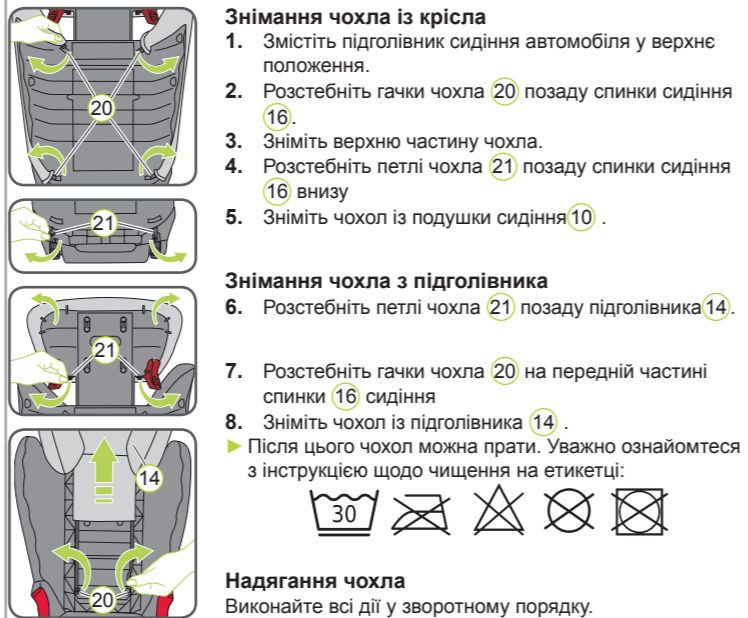 Знімання чохла із крісла
1. Змістіть підголівник сидіння автомобіля у верхнє
положення.
2. Розстебніть гачки чохла 20 позаду спинки сидіння
16.
3. Зніміть верхню частину чохла.
4. Розстебніть петлі чохла 21 позаду спинки сидіння
16 внизу
5. Зніміть чохол із подушки сидіння 10 .
Знімання чохла з підголівника
6. Розстебніть петлі чохла 21 позаду підголівника 14.
7. Розстебніть гачки чохла 20 на передній частині
спинки 16 сидіння
8. Зніміть чохол із підголівника 14 .
► Після цього чохол можна прати. Уважно ознайомтеся
з інструкцією щодо чищення на етикетці:
30
Надягання чохла
Виконайте всі дії у зворотному порядку.
20
21
21
14
20